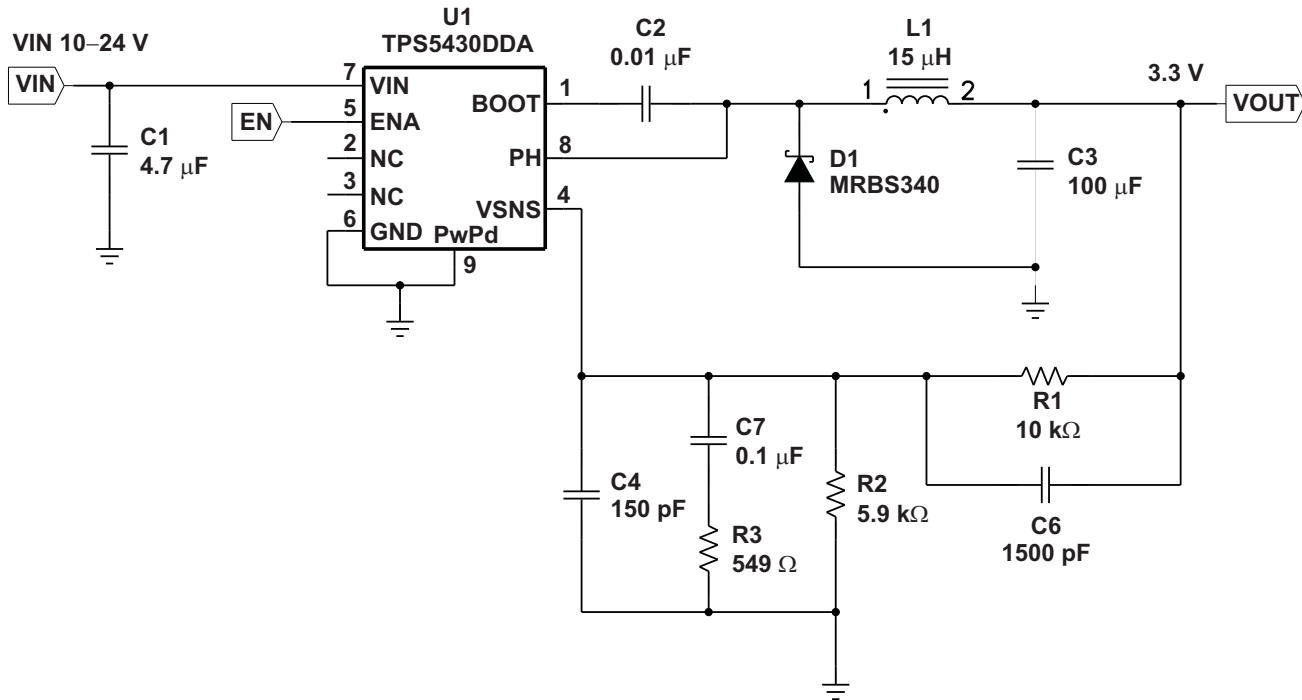 U1
TPS5430DDA
VIN 10–24 V
VIN
C1
4.7 μF
EN
7
5
2
3
6
VIN
ENA
NC
NC
GND
BOOT
PH
VSNS
PwPd
1
8
4
9
C2
0.01 μF
L1
15 μH
1
2
3.3 V
VOUT
D1
MRBS340
C3
100 μF
C4
150 pF
C7
0.1 μF
R3
549 Ω
R2
5.9 kΩ
R1
10 kΩ
C6
1500 pF